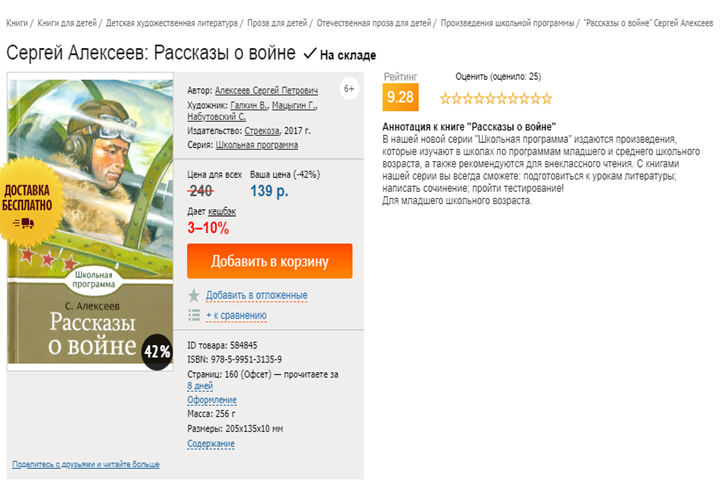 Книги / Книги для детей / Детская художественная литература / Проза для детей / Отечественная проза для детей / Произведения школьной программы / "Рассказы о войне" Сергей Алексеев
Сергей Алексеев: Рассказы о войне ✓ На складе
ДОСТАВКА
БЕСПЛАТНО
Школьная
программа
С. Алексеев
Рассказы
о войне
42%
Поделитесь с друзьями и читайте больше
6+
Автор: Алексеев Сергей Петрович
Художник: Галкин В., Мацыгин Г.,
Набутовский С.
Издательство: Стрекоза, 2017 г.
Серия: Школьная программа
Цена для всех Ваша цена (-42%)
240 139 р.
Дает кешбэк
3–10%
Добавить в корзину
Добавить в отложенные
+ к сравнению
ID товара: 584845
ISBN: 978-5-9951-3135-9
Страниц: 160 (Офсет) — прочитаете за
8 дней
Оформление
Масса: 256 г
Размеры: 205x135x10 мм
Содержание
Рейтинг Оценить (оценило: 25)
9.28
Аннотация к книге "Рассказы о войне"
В нашей новой серии "Школьная программа" издаются произведения,
которые изучают в школах по программам младшего и среднего школьного
возраста, а также рекомендуются для внеклассного чтения. С книгами
нашей серии вы всегда сможете: подготовиться к урокам литературы;
написать сочинение; пройти тестирование!
Для младшего школьного возраста.